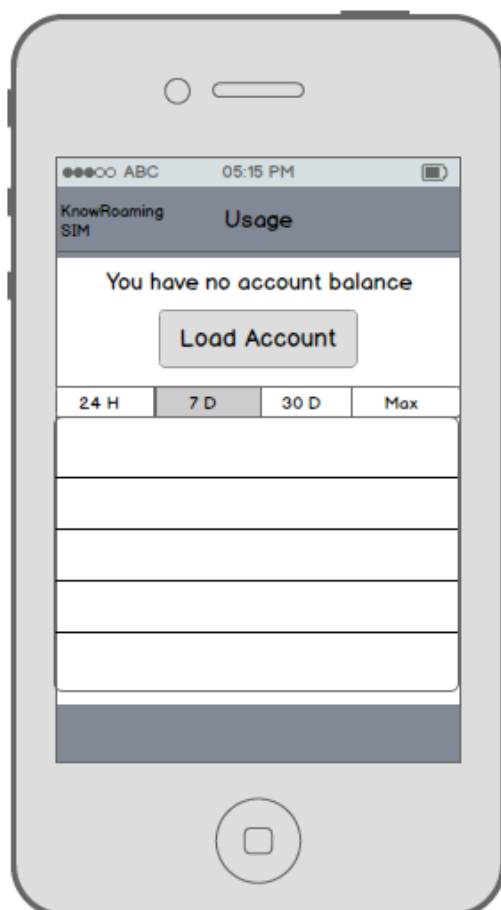 ABC 05:15 PM
KnowRoaming
SIM
Usage
You have no account balance
Load Account
24 H 7 D 30 D Max